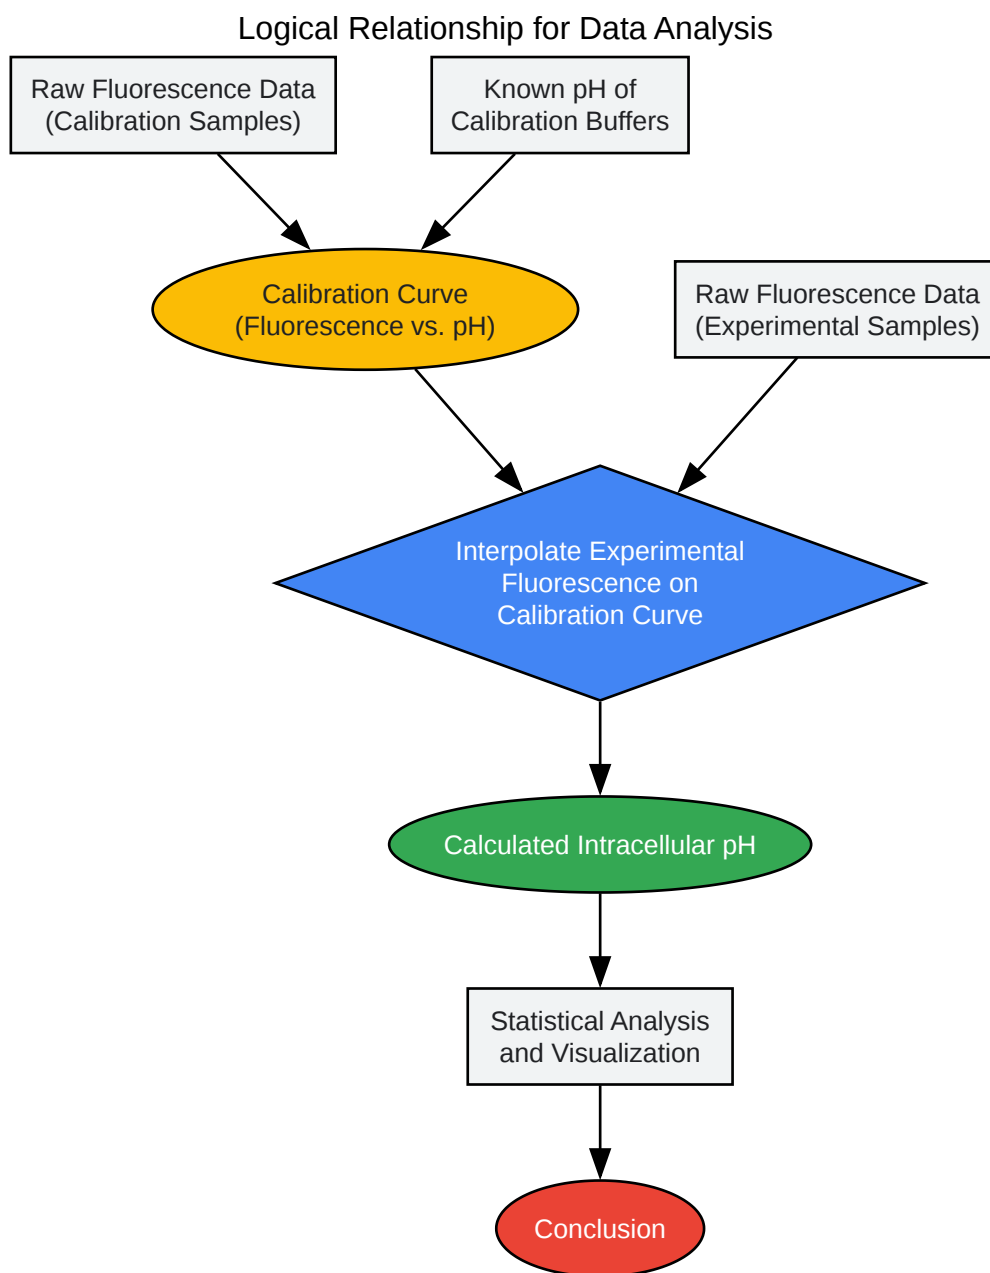 Logical Relationship for Data Analysis
Raw Fluorescence Data
(Calibration Samples)
Known pH of
Calibration Buffers
Calibration Curve
(Fluorescence vs. pH)
Raw Fluorescence Data
(Experimental Samples)
Interpolate Experimental
Fluorescence on
Calibration Curve
Calculated Intracellular pH
Statistical Analysis
and Visualization
Conclusion